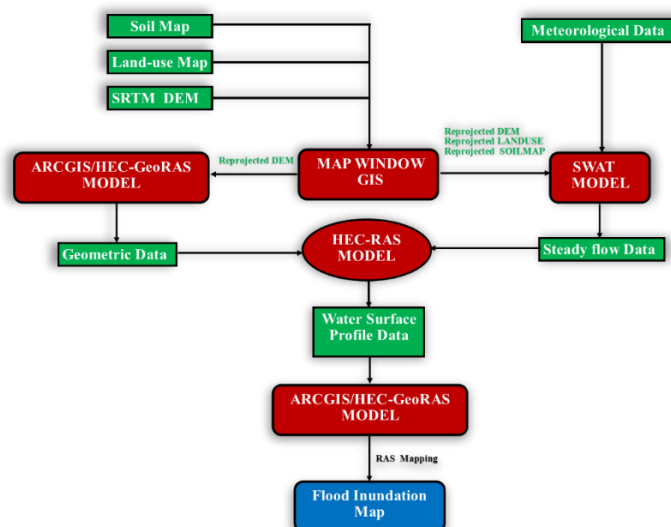 Soil Map
Meteorological Data
Land-use Map
SRTM DEM
Reprojected DEM
Reprojected DEM
Reprojected LANDUSE
Reprojected SOILMAP
ARCGIS/HEC-GeoRAS
MODEL
MAP WINDOW
GIS
SWAT
MODEL
Geometric Data
HEC-RAS
MODEL
Steady flow Data
Water Surface
Profile Data
ARCGIS/HEC-GeoRAS
MODEL
RAS Mapping
Flood Inundation
Map